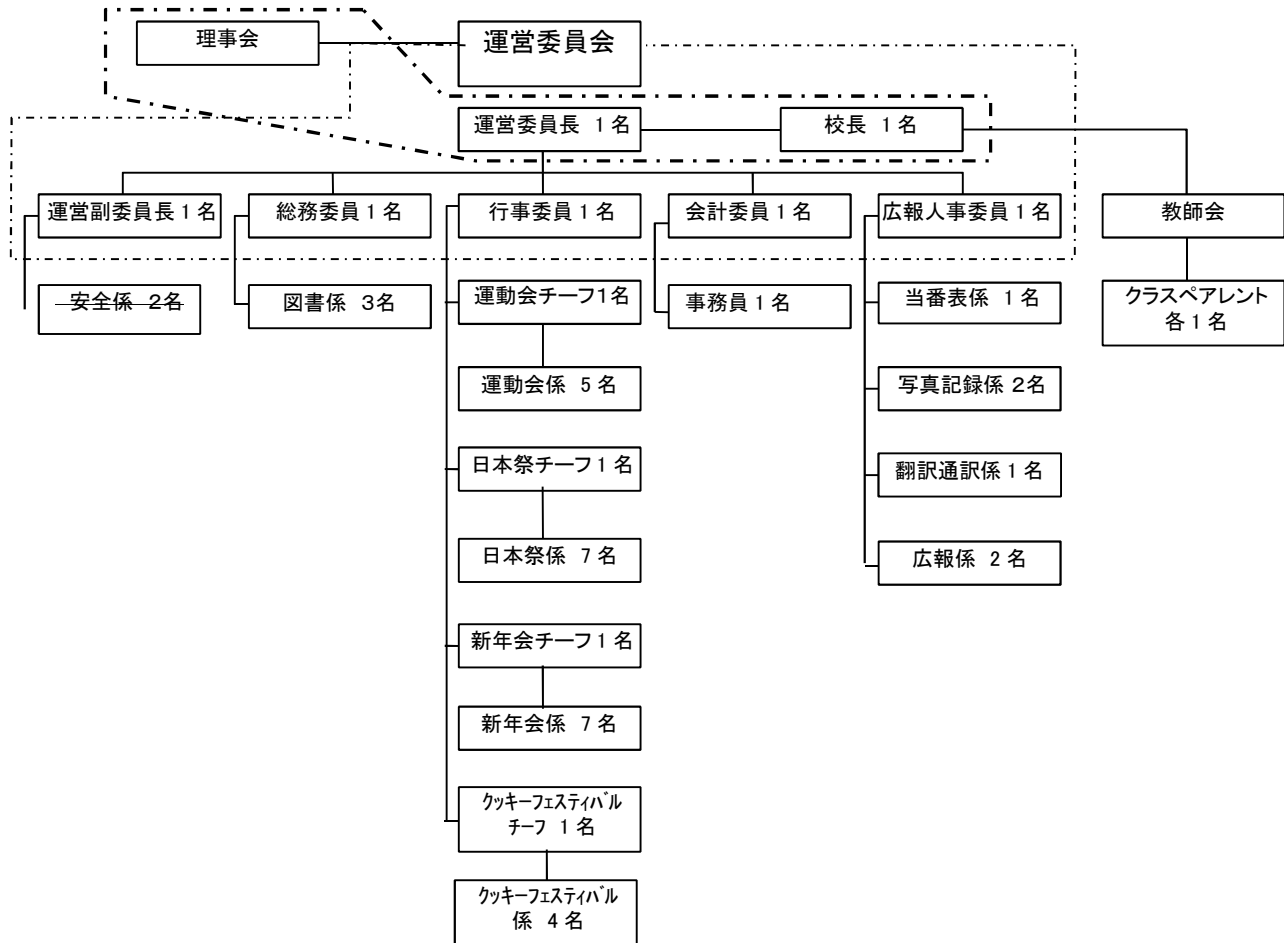 理事会
運営委員会
運営委員長 1名
校長 1名
運営副委員長1名
総務委員1名
行事委員1名
会計委員1名
広報人事委員1名
教師会
安全係 2名
図書係 3名
運動会チーフ1名
事務員1名
当番表係 1名
クラスペアレント
各1名
運動会係 5名
写真記録係 2名
日本祭チーフ1名
翻訳通訳係1名
日本祭係 7名
広報係 2名
新年会チーフ1名
新年会係 7名
クッキーフェスティバル
チーフ 1名
クッキーフェスティバル
係 4名